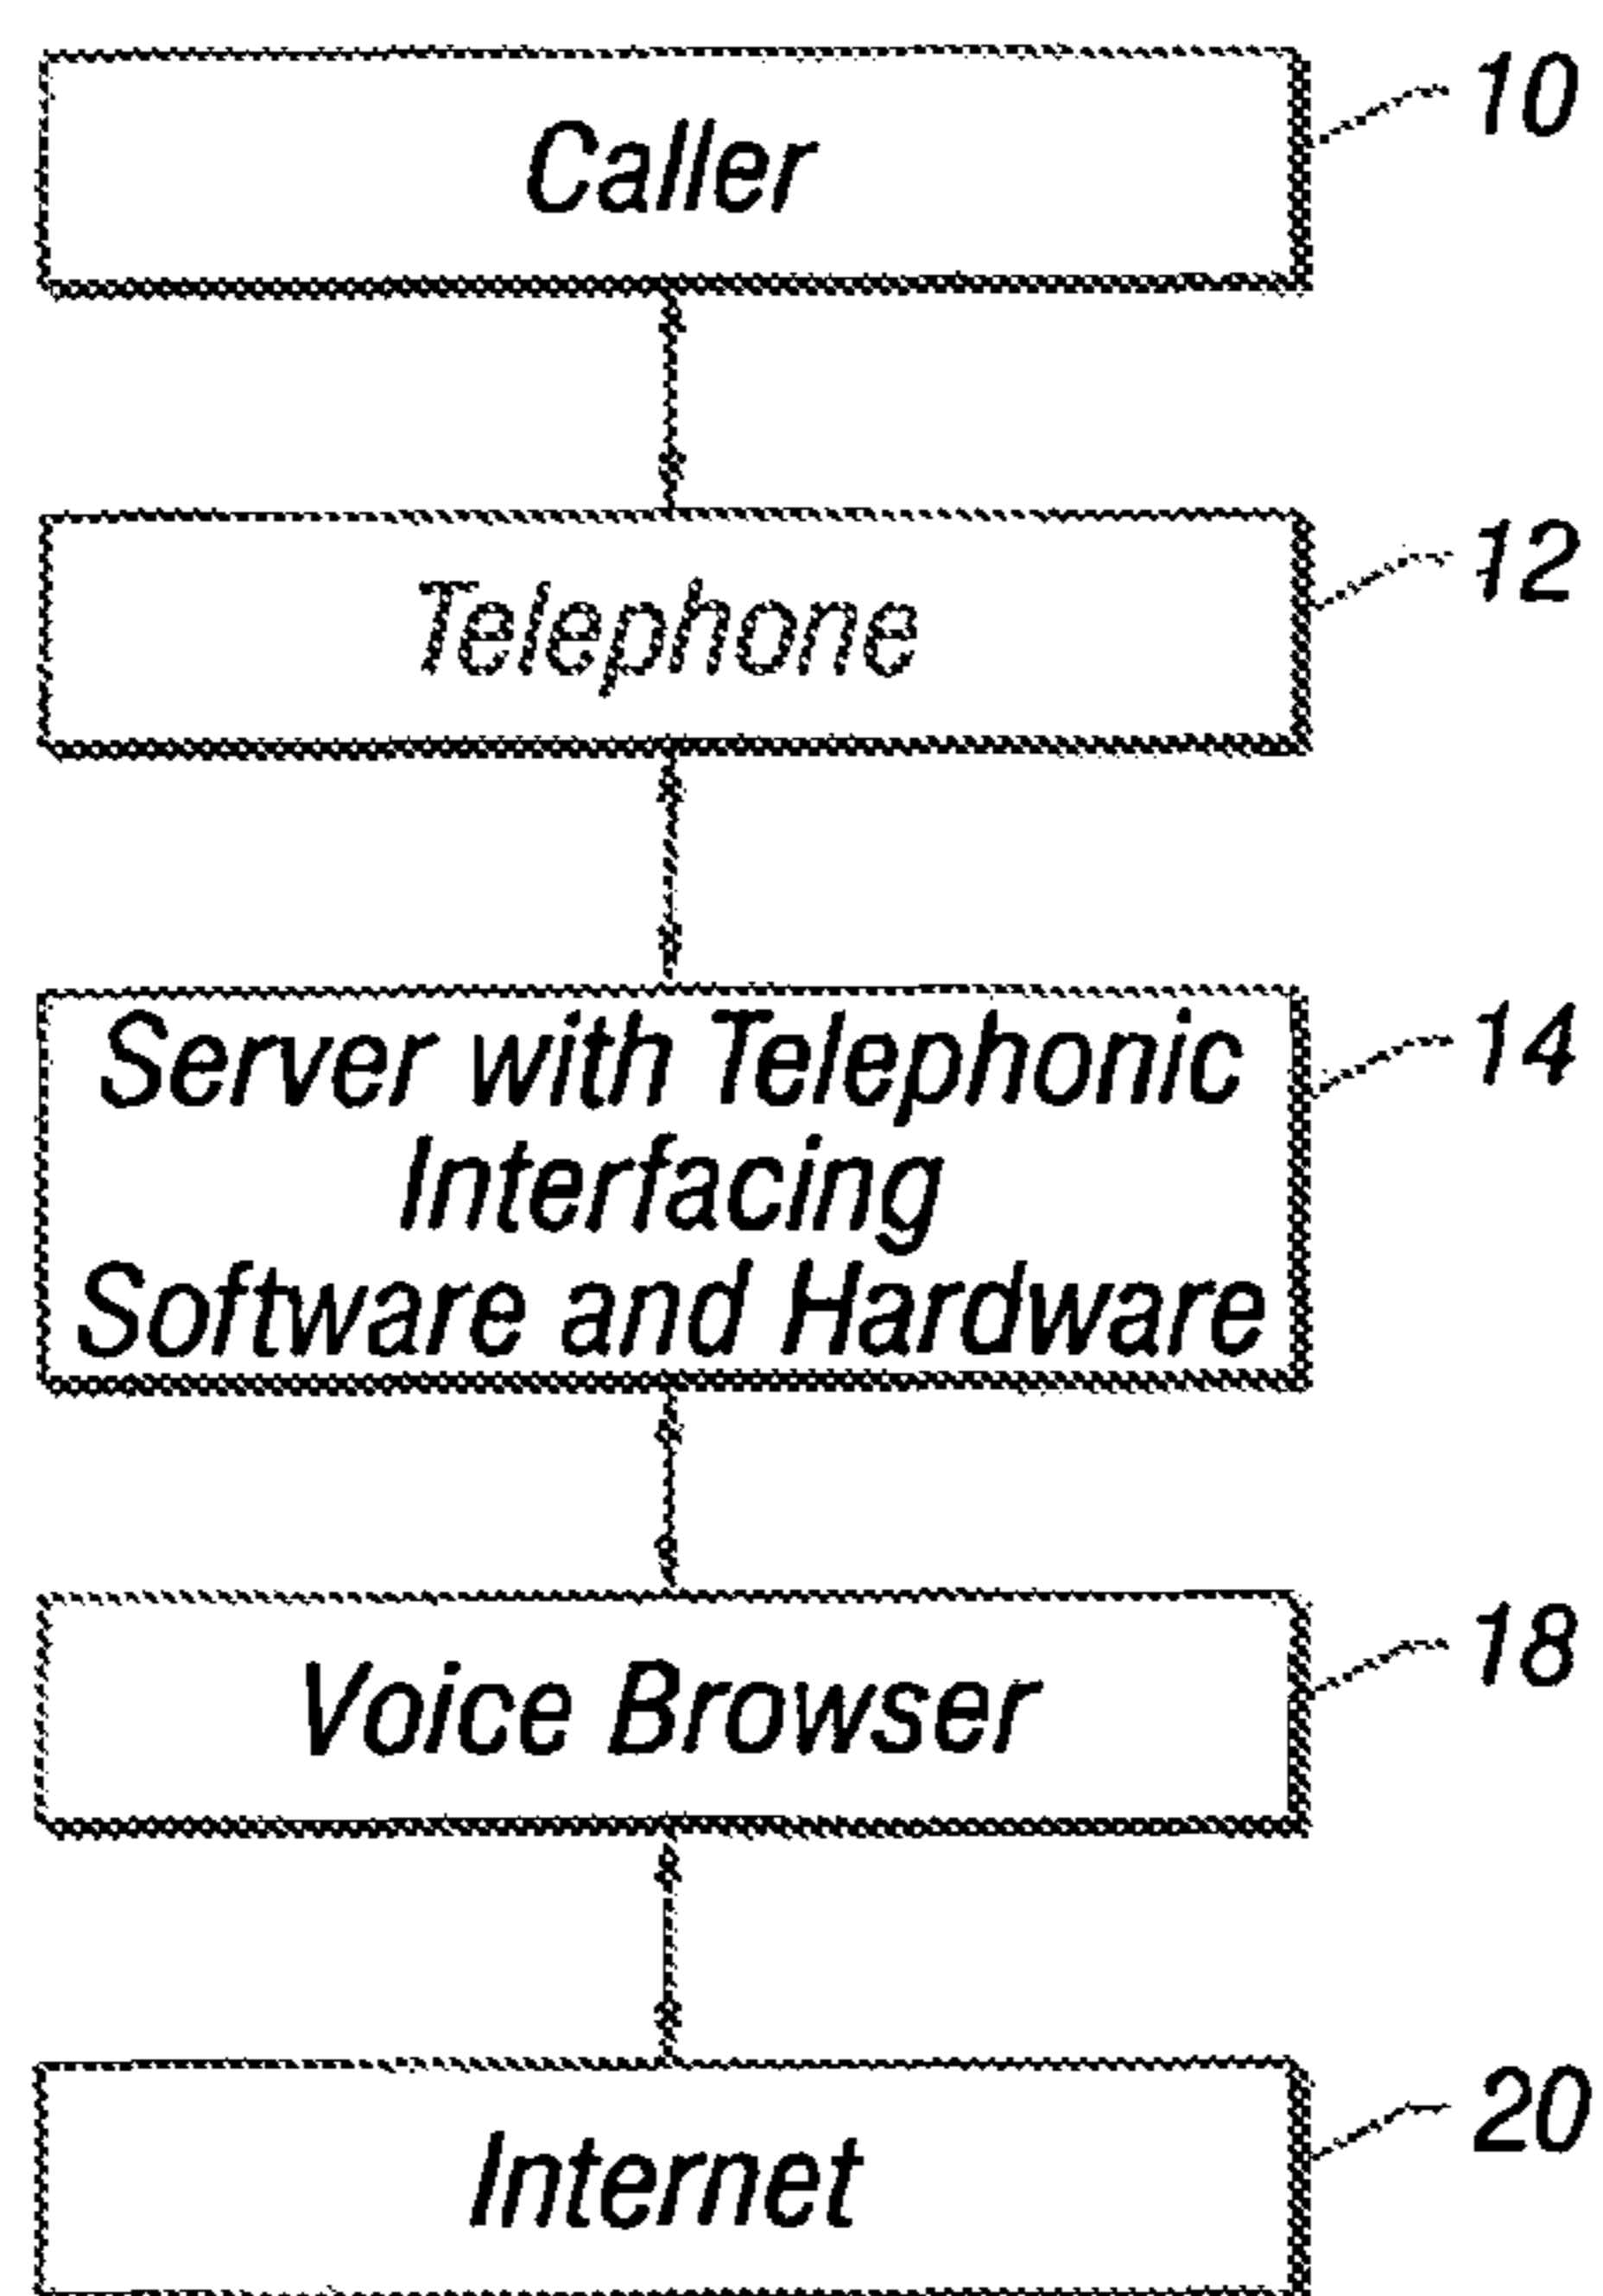 Caller
10
Telephone
12
Server with Telephonic
Interfacing
Software and Hardware
14
Voice Browser
18
Internet
20